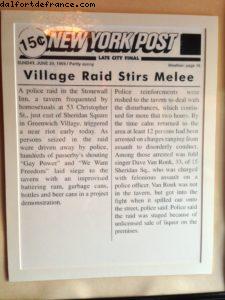 dalfortdefrance.com
15¢ NEW YORK POST
LATE CITY FINAL
SUNDAY, JUNE 29, 1969 / Partly sunny
Weather: page 16
Village Raid Stirs Melee
A police raid in the Stonewall
Inn, a tavern frequented by
homosexuals at 53 Christopher
St., just east of Sheridan Square
in Greenwich Village, triggered
a near riot early today. As
persons seized in the raid
were driven away by police,
hundreds of passerby's shouting
"Gay Power" and "We Want
Freedom" laid siege to the
tavern with an improvised
battering ram, garbage cans,
bottles and beer cans in a project
demonstration.
Police reinforcements were
rushed to the tavern to deal with
the disturbances, which continued
for more than two hours. By
the time calm returned to the
area at least 12 persons had been
arrested on charges ranging from
assault to disorderly conduct.
Among those arrested was folk
singer Dave Van Ronk, 33, of 15
Sheridan Sq., who was charged
with felonious assault on a
police officer. Van Ronk was not
in the tavern, but got into the
fight when it spilled our onto
the street, police said. Police said
the raid was staged because of
unlicensed sale of liquor on the
premises.